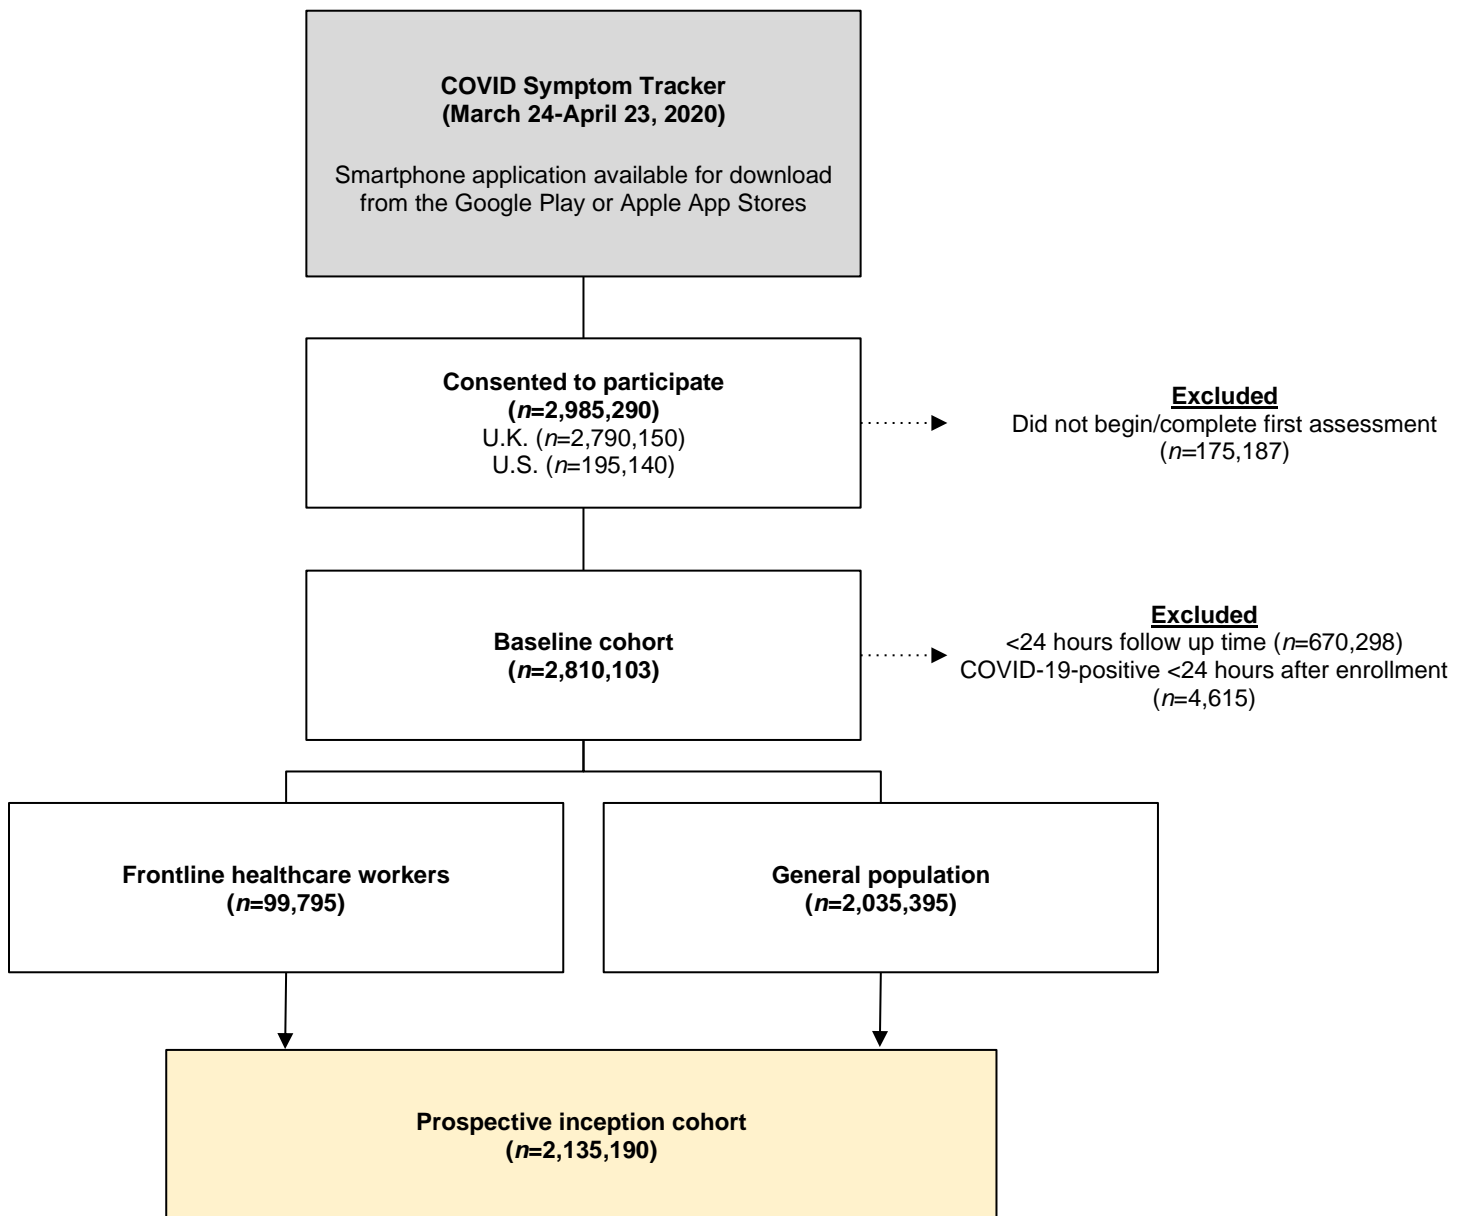 COVID Symptom Tracker
(March 24-April 23, 2020)
Smartphone application available for download
from the Google Play or Apple App Stores
Consented to participate
(n=2,985,290)
U.K. (n=2,790,150)
U.S. (n=195,140)
Excluded
Did not begin/complete first assessment
(n=175,187)
Baseline cohort
(n=2,810,103)
Excluded
<24 hours follow up time (n=670,298)
COVID-19-positive <24 hours after enrollment
(n=4,615)
Frontline healthcare workers
(n=99,795)
General population
(n=2,035,395)
Prospective inception cohort
(n=2,135,190)